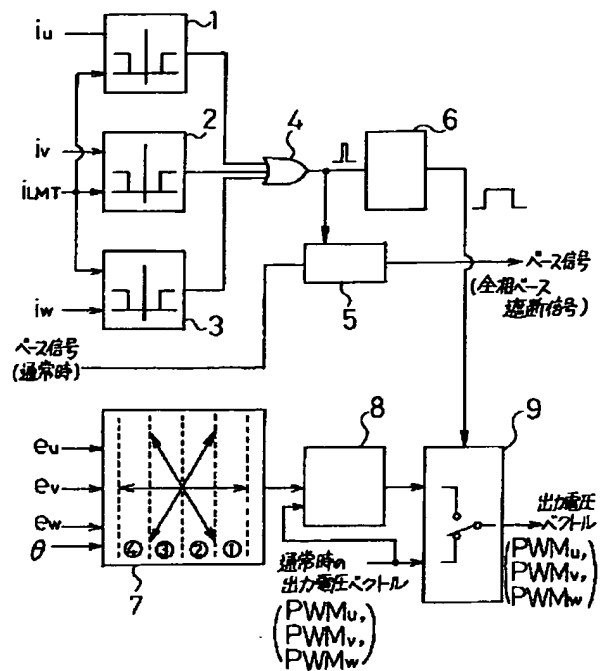 iu
1
iv
2
iLMT
iw
3
4
6
5
ベース信号
(全相ベース
遮断信号)
ベース信号
(通常時)
eu
ev
ew
θ
④ ③ ② ①
7
8
9
通常時の
出力電圧ベクトル
(PWMu,
PWMv,
PWMw)
出力電圧
ベクトル
(PWMu,
PWMv,
PWMw)